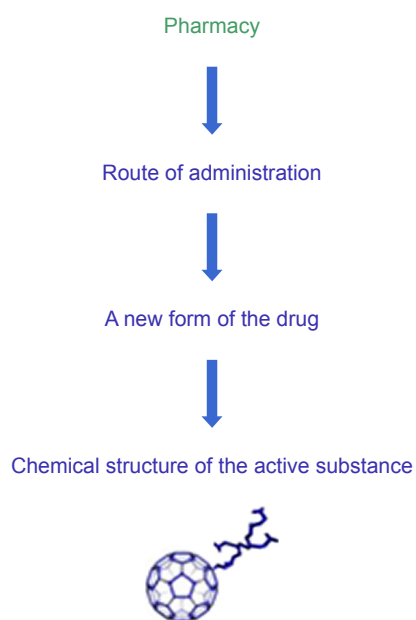 Pharmacy
Route of administration
A new form of the drug
Chemical structure of the active substance